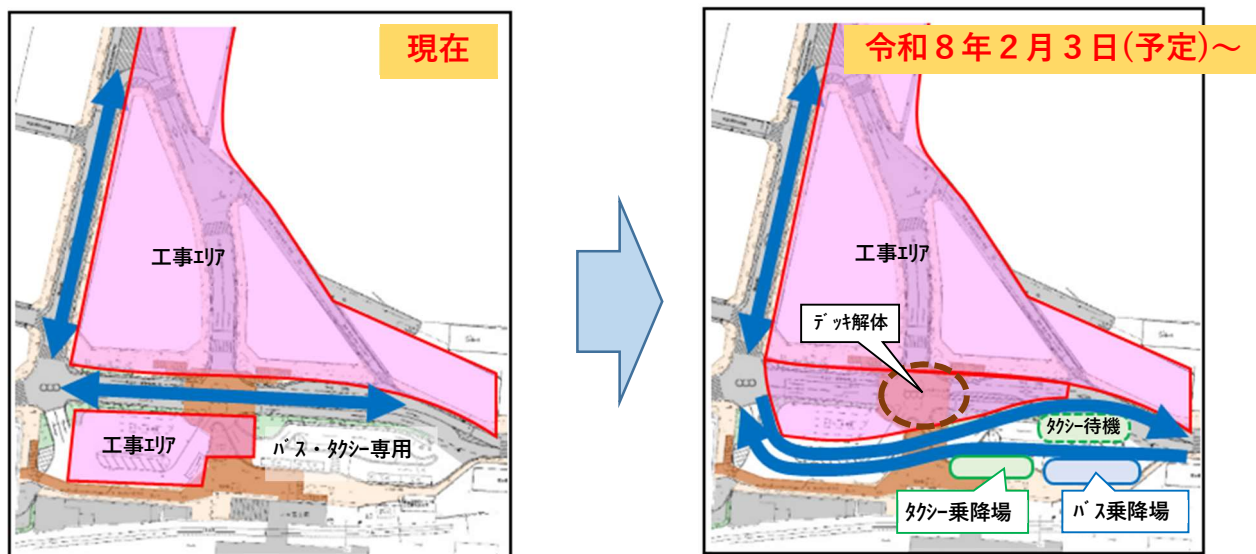 現在
工事ｴﾘｱ
工事ｴﾘｱ
ﾊﾞｽ・ﾀｸｼｰ専用
令和８年２月３日(予定)～
工事ｴﾘｱ
ﾃﾞｯｷ解体
ﾀｸｼｰ待機
ﾀｸｼｰ乗降場
ﾊﾞｽ乗降場